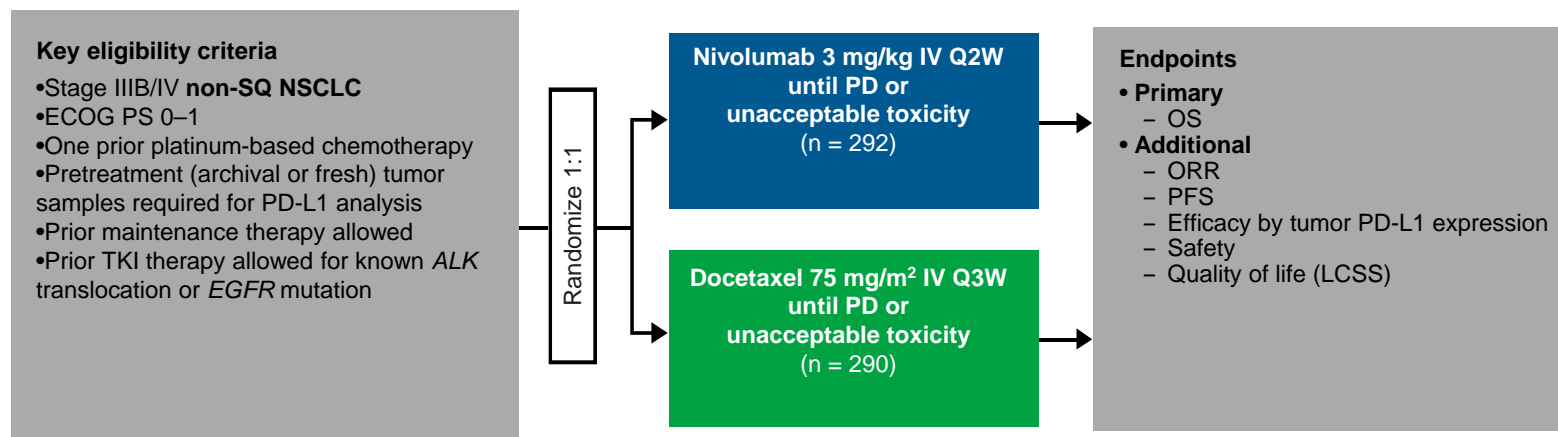 Key eligibility criteria
•Stage IIIB/IV non-SQ NSCLC
•ECOG PS 0–1
•One prior platinum-based chemotherapy
•Pretreatment (archival or fresh) tumor
samples required for PD-L1 analysis
•Prior maintenance therapy allowed
•Prior TKI therapy allowed for known ALK
translocation or EGFR mutation
Randomize 1:1
Nivolumab 3 mg/kg IV Q2W
until PD or
unacceptable toxicity
(n = 292)
Docetaxel 75 mg/m² IV Q3W
until PD or
unacceptable toxicity
(n = 290)
Endpoints
• Primary
– OS
• Additional
– ORR
– PFS
– Efficacy by tumor PD-L1 expression
– Safety
– Quality of life (LCSS)